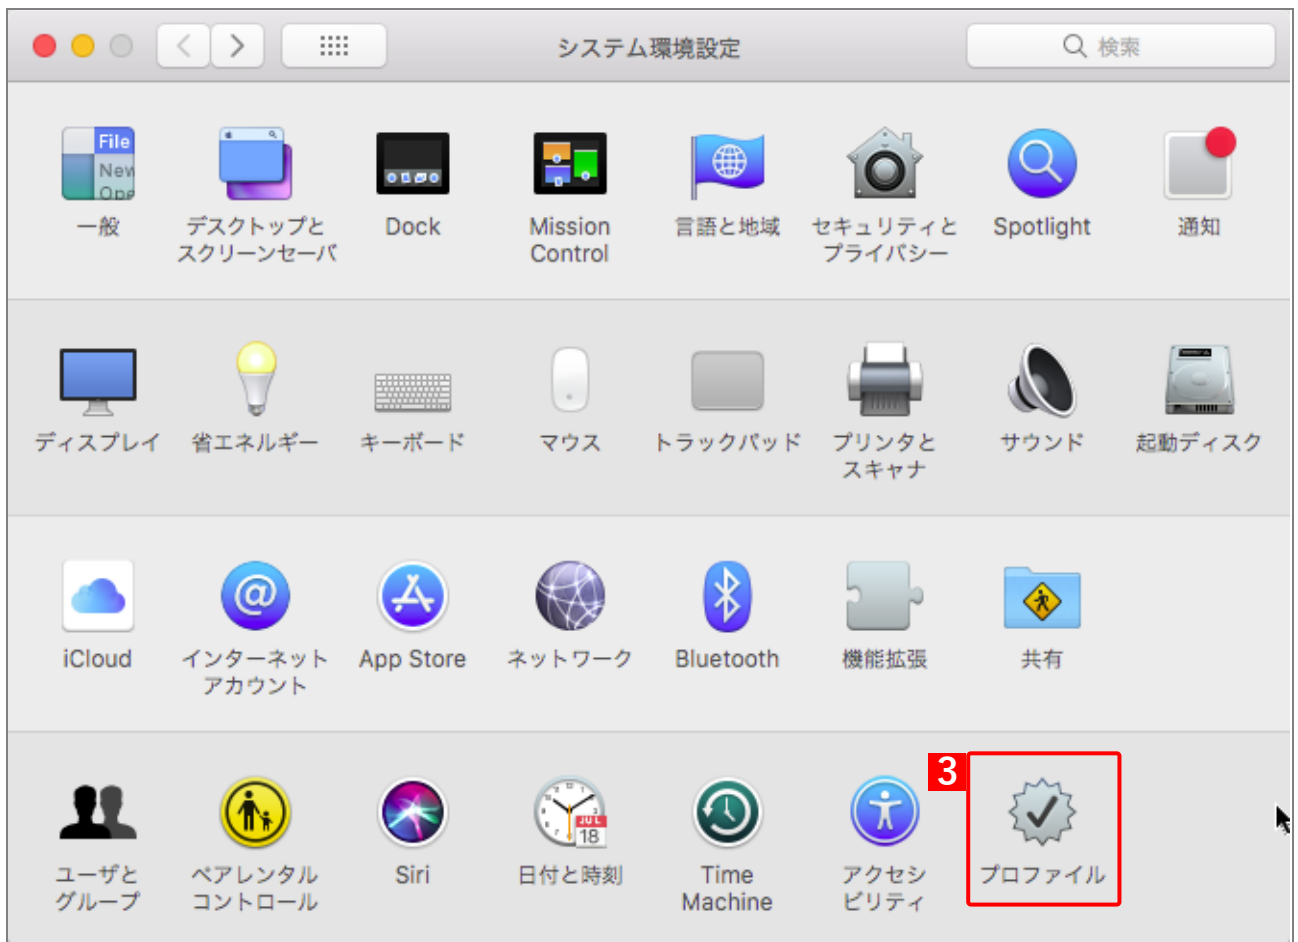 システム環境設定
検索
File
New
Ope
一般
デスクトップと
スクリーンセーバ
Dock
Mission
Control
言語と地域
セキュリティと
プライバシー
Spotlight
通知
ディスプレイ
省エネルギー
キーボード
マウス
トラックパッド
プリンタと
スキャナ
サウンド
起動ディスク
iCloud
@
インターネット
アカウント
App Store
ネットワーク
Bluetooth
機能拡張
共有
ユーザと
グループ
ペアレンタル
コントロール
Siri
JUL
18
日付と時刻
Time
Machine
アクセシ
ビリティ
3
プロファイル